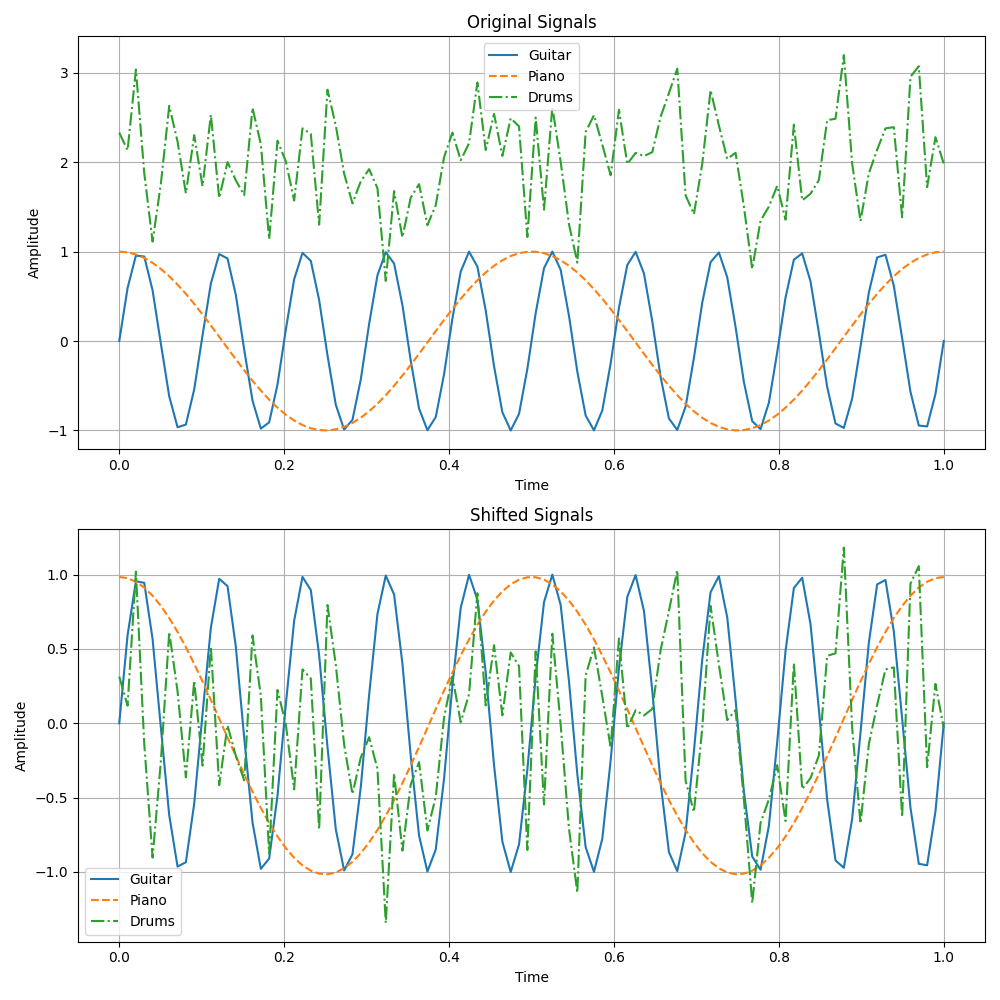 Original Signals
Guitar
Piano
Drums
3
2
1
0
−1
Amplitude
0.0 0.2 0.4 0.6 0.8 1.0
Time
Shifted Signals
1.0
0.5
0.0
−0.5
−1.0
Amplitude
Guitar
Piano
Drums
0.0 0.2 0.4 0.6 0.8 1.0
Time